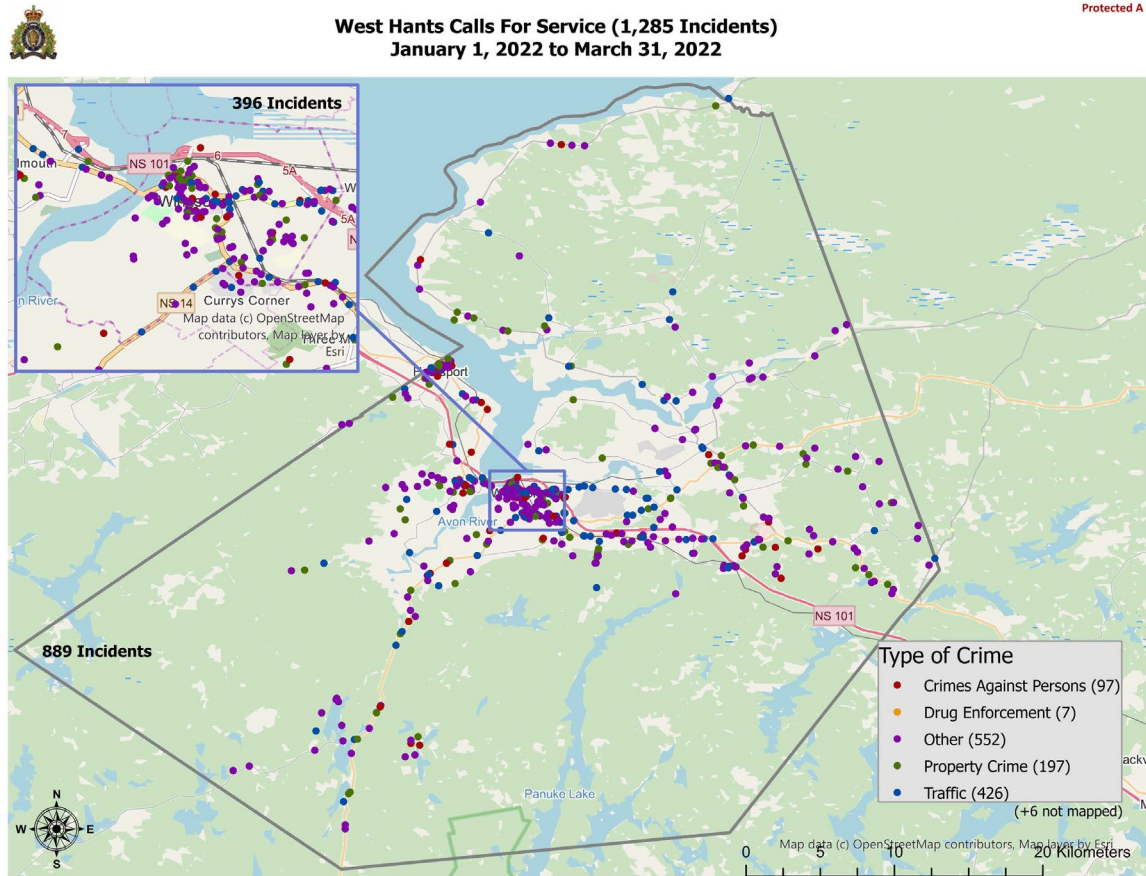 Protected A
West Hants Calls For Service (1,285 Incidents)
January 1, 2022 to March 31, 2022
396 Incidents
7
6
NS 101
5A
lmouth
W
5A
N
n River
NS 14
Currys Corner
Map data (c) OpenStreetMap
contributors, Map layer by
Esri
Avon River
NS 101
889 Incidents
Type of Crime
Crimes Against Persons (97)
Drug Enforcement (7)
Other (552)
Property Crime (197)
Traffic (426)
(+6 not mapped)
Panuke Lake
N
W
E
S
Map data (c) OpenStreetMap contributors, Map layer by Esri
0 5 10 20 Kilometers